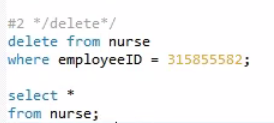 #2 */delete*/
delete from nurse
where employeeID = 315855582;
select *
from nurse;